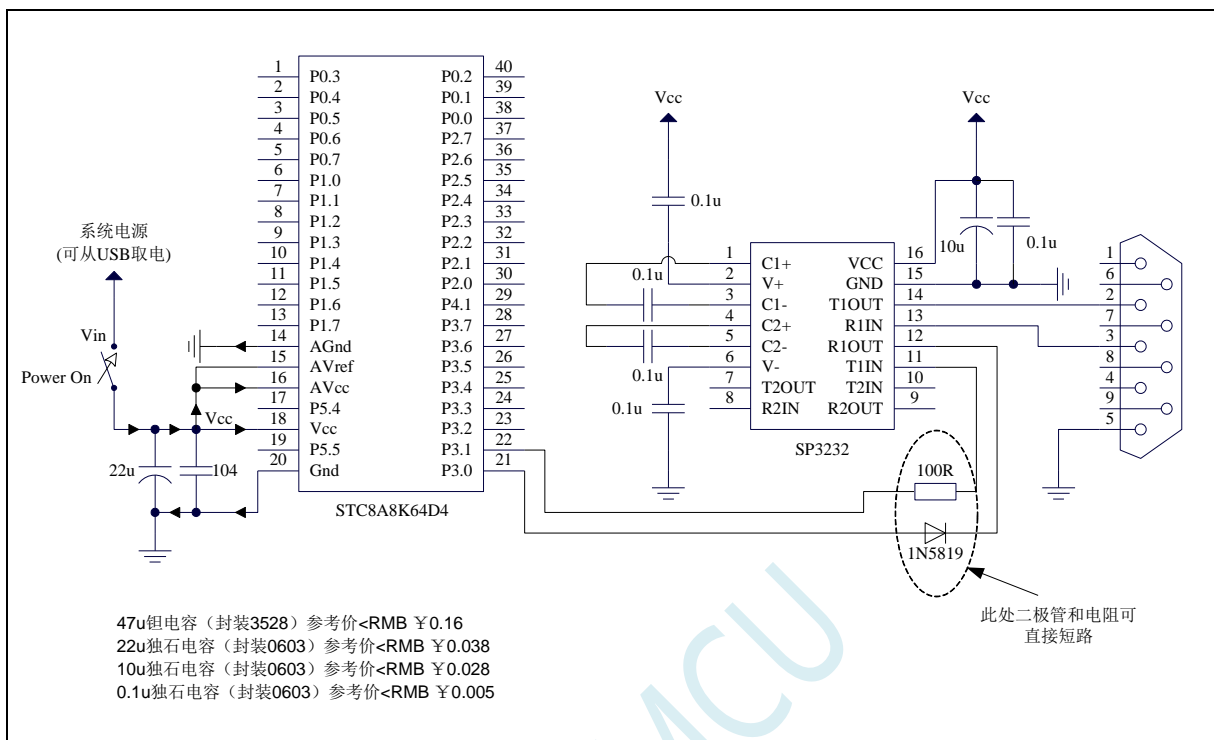 1 P0.3 P0.2 40
2 P0.4 P0.1 39
3 P0.5 P0.0 38
4 P0.6 P2.7 37
5 P0.7 P2.6 36
6 P1.0 P2.5 35
7 P1.1 P2.4 34
8 P1.2 P2.3 33
9 P1.3 P2.2 32
10 P1.4 P2.1 31
11 P1.5 P2.0 30
12 P1.6 P4.1 29
13 P1.7 P3.7 28
14 AGnd P3.6 27
15 AVref P3.5 26
16 AVcc P3.4 25
17 P5.4 P3.3 24
18 Vcc P3.2 23
19 P5.5 P3.1 22
20 Gnd P3.0 21
STC8A8K64D4
系统电源
(可从USB取电)
Vin
Power On
Vcc
22u
104
Vcc
0.1u
0.1u
0.1u
0.1u
Vcc
10u
0.1u
1 C1+ VCC 16
2 V+ GND 15
3 C1- T1OUT 14
4 C2+ R1IN 13
5 C2- R1OUT 12
6 V- T1IN 11
7 T2OUT T2IN 10
8 R2IN R2OUT 9
SP3232
1
6
2
7
3
8
4
9
5
100R
1N5819
此处二极管和电阻可
直接短路
47u钽电容（封装3528）参考价<RMB ￥0.16
22u独石电容（封装0603）参考价<RMB ￥0.038
10u独石电容（封装0603）参考价<RMB ￥0.028
0.1u独石电容（封装0603）参考价<RMB ￥0.005
MCU